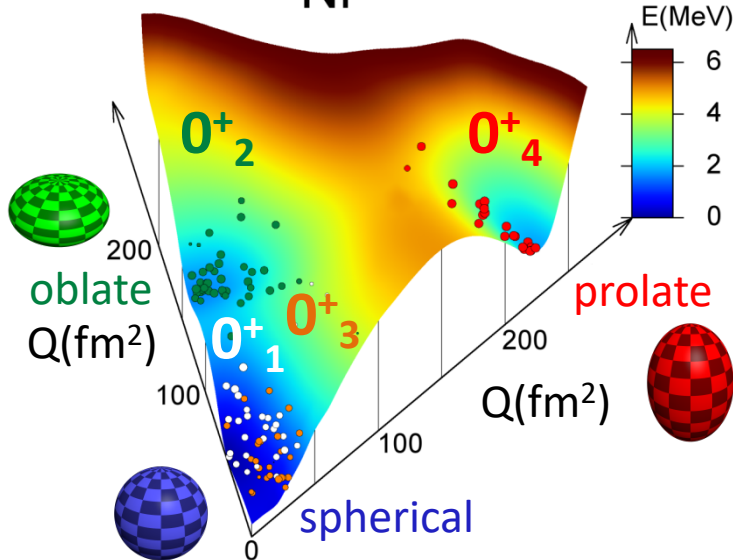 E(MeV)
6
4
2
0
0⁺₂
0⁺₄
200
oblate
Q(fm²)
0⁺₁
0⁺₃
prolate
200
100
Q(fm²)
100
spherical
0